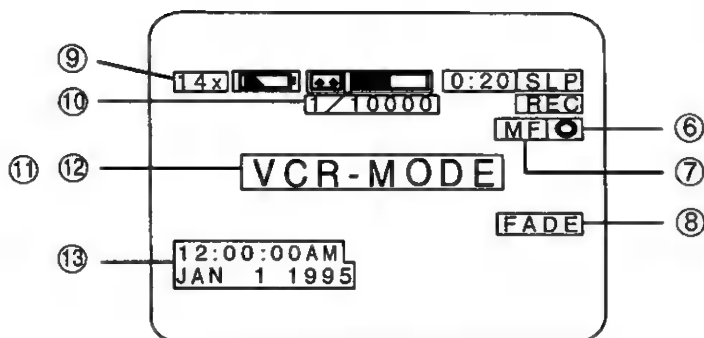 ⑨ 14x 0:20 SLP
⑩ 1/10000 REC
MF ⑥
⑦
⑪ ⑫ VCR-MODE
FADE ⑧
⑬ 12:00:00AM
JAN 1 1995